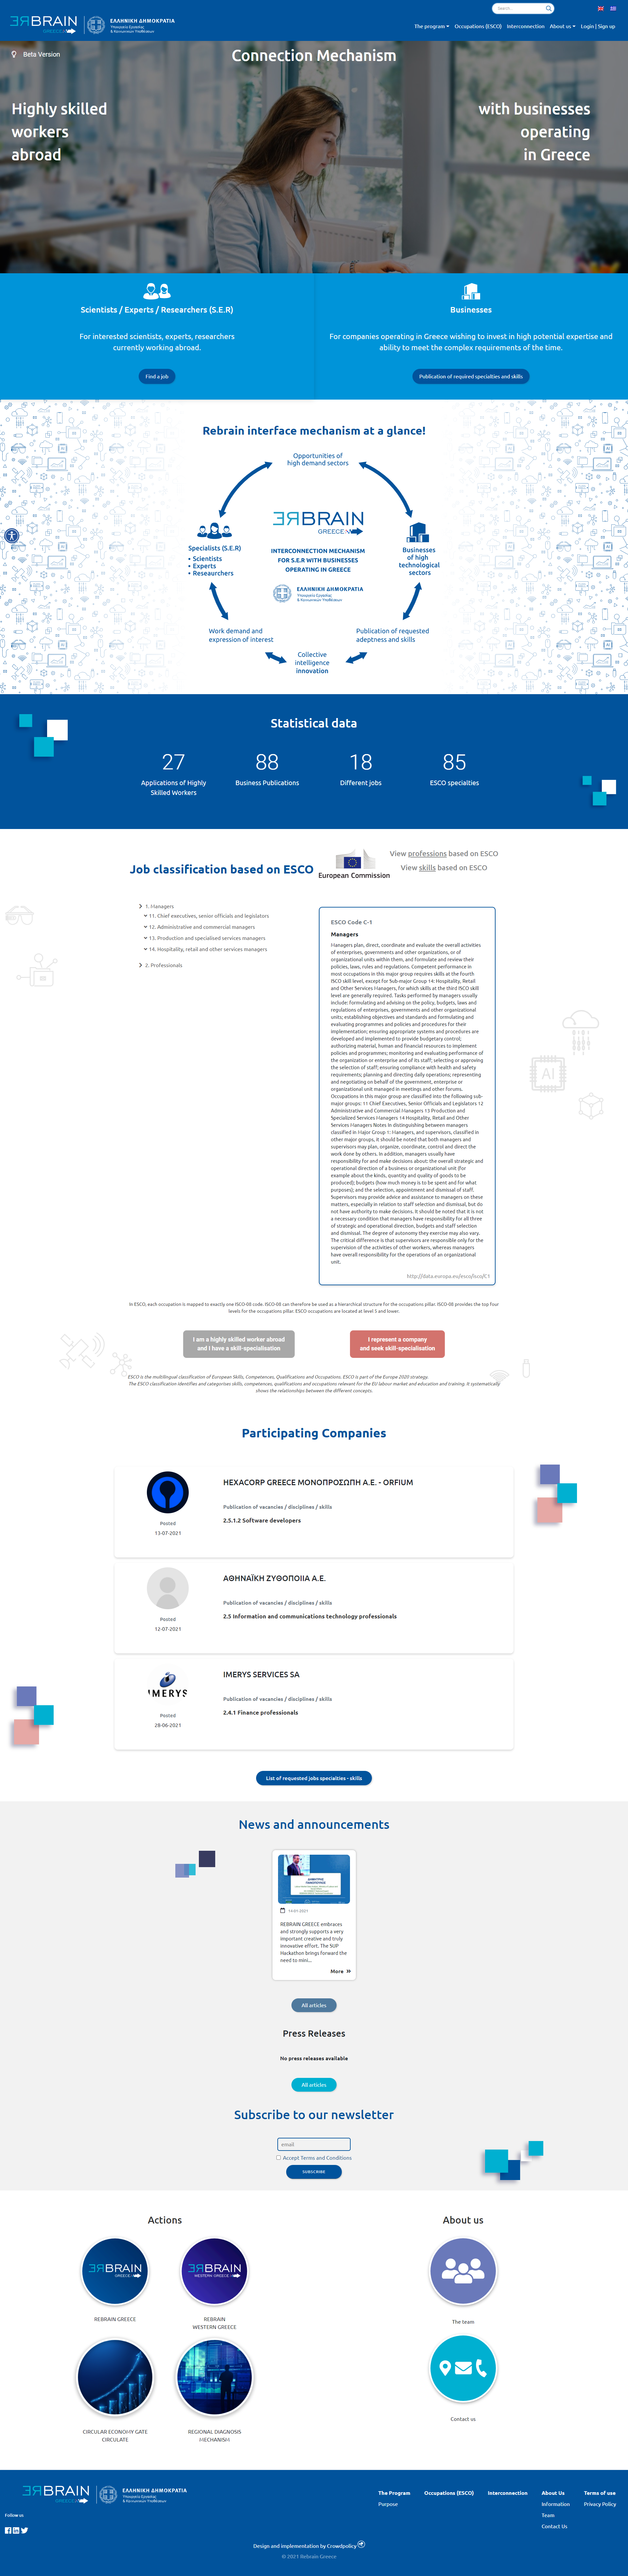 ƎRBRAIN
GREECE
ΕΛΛΗΝΙΚΗ ΔΗΜΟΚΡΑΤΙΑ
Υπουργείο Εργασίας
& Κοινωνικών Υποθέσεων
Search...
The program
Occupations (ESCO)
Interconnection
About us
Login | Sign up
Beta Version
Connection Mechanism
Highly skilled
workers
abroad
with businesses
operating
in Greece
Scientists / Experts / Researchers (S.E.R)
For interested scientists, experts, researchers
currently working abroad.
Find a job
Businesses
For companies operating in Greece wishing to invest in high potential expertise and
ability to meet the complex requirements of the time.
Publication of required specialties and skills
Rebrain interface mechanism at a glance!
Opportunities of
high demand sectors
Specialists (S.E.R)
• Scientists
• Experts
• Reseaurchers
ƎRBRAIN
GREECE
INTERCONNECTION MECHANISM
FOR S.E.R WITH BUSINESSES
OPERATING IN GREECE
ΕΛΛΗΝΙΚΗ ΔΗΜΟΚΡΑΤΙΑ
Υπουργείο Εργασίας
& Κοινωνικών Υποθέσεων
Businesses
of high
technological
sectors
Work demand and
expression of interest
Publication of requested
adeptness and skills
Collective
intelligence
innovation
Statistical data
27
Applications of Highly
Skilled Workers
88
Business Publications
18
Different jobs
85
ESCO specialties
Job classification based on ESCO
European Commission
View professions based on ESCO
View skills based on ESCO
1. Managers
11. Chief executives, senior officials and legislators
12. Administrative and commercial managers
13. Production and specialised services managers
14. Hospitality, retail and other services managers
2. Professionals
ESCO Code C-1
Managers
Managers plan, direct, coordinate and evaluate the overall activities
of enterprises, governments and other organizations, or of
organizational units within them, and formulate and review their
policies, laws, rules and regulations. Competent performance in
most occupations in this major group requires skills at the fourth
ISCO skill level, except for Sub-major Group 14: Hospitality, Retail
and Other Services Managers, for which skills at the third ISCO skill
level are generally required. Tasks performed by managers usually
include: formulating and advising on the policy, budgets, laws and
regulations of enterprises, governments and other organizational
units; establishing objectives and standards and formulating and
evaluating programmes and policies and procedures for their
implementation; ensuring appropriate systems and procedures are
developed and implemented to provide budgetary control;
authorizing material, human and financial resources to implement
policies and programmes; monitoring and evaluating performance of
the organization or enterprise and of its staff; selecting or approving
the selection of staff; ensuring compliance with health and safety
requirements; planning and directing daily operations; representing
and negotiating on behalf of the government, enterprise or
organizational unit managed in meetings and other forums.
Occupations in this major group are classified into the following sub-
major groups: 11 Chief Executives, Senior Officials and Legislators 12
Administrative and Commercial Managers 13 Production and
Specialized Services Managers 14 Hospitality, Retail and Other
Services Managers Notes In distinguishing between managers
classified in Major Group 1: Managers, and supervisors, classified in
other major groups, it should be noted that both managers and
supervisors may plan, organize, coordinate, control and direct the
work done by others. In addition, managers usually have
responsibility for and make decisions about: the overall strategic and
operational direction of a business or organizational unit (for
example about the kinds, quantity and quality of goods to be
produced); budgets (how much money is to be spent and for what
purposes); and the selection, appointment and dismissal of staff.
Supervisors may provide advice and assistance to managers on these
matters, especially in relation to staff selection and dismissal, but do
not have authority to make decisions. It should be noted that it is not
a necessary condition that managers have responsibility for all three
of strategic and operational direction, budgets and staff selection
and dismissal. The degree of autonomy they exercise may also vary.
The critical difference is that supervisors are responsible only for the
supervision of the activities of other workers, whereas managers
have overall responsibility for the operations of an organizational
unit.
http://data.europa.eu/esco/isco/C1
In ESCO, each occupation is mapped to exactly one ISCO-08 code. ISCO-08 can therefore be used as a hierarchical structure for the occupations pillar. ISCO-08 provides the top four
levels for the occupations pillar. ESCO occupations are located at level 5 and lower.
I am a highly skilled worker abroad
and I have a skill-specialisation
I represent a company
and seek skill-specialisation
ESCO is the multilingual classification of European Skills, Competences, Qualifications and Occupations. ESCO is part of the Europe 2020 strategy.
The ESCO classification identifies and categorises skills, competences, qualifications and occupations relevant for the EU labour market and education and training. It systematically
shows the relationships between the different concepts.
Participating Companies
HEXACORP GREECE ΜΟΝΟΠΡΟΣΩΠΗ Α.Ε. - ORFIUM
Publication of vacancies / disciplines / skills
2.5.1.2 Software developers
Posted
13-07-2021
ΑΘΗΝΑΪΚΗ ΖΥΘΟΠΟΙΙΑ Α.Ε.
Publication of vacancies / disciplines / skills
2.5 Information and communications technology professionals
Posted
12-07-2021
IMERYS
IMERYS SERVICES SA
Publication of vacancies / disciplines / skills
2.4.1 Finance professionals
Posted
28-06-2021
List of requested jobs specialties - skills
News and announcements
14-01-2021
REBRAIN GREECE embraces
and strongly supports a very
important creative and truly
innovative effort. The SUP
Hackathon brings forward the
need to mini...
More »
All articles
Press Releases
No press releases available
All articles
Subscribe to our newsletter
email
Accept Terms and Conditions
SUBSCRIBE
Actions
About us
ƎRBRAIN
GREECE
REBRAIN GREECE
ƎRBRAIN
WESTERN GREECE
REBRAIN
WESTERN GREECE
The team
CIRCULAR ECONOMY GATE
CIRCULATE
REGIONAL DIAGNOSIS
MECHANISM
Contact us
ƎRBRAIN
GREECE
ΕΛΛΗΝΙΚΗ ΔΗΜΟΚΡΑΤΙΑ
Υπουργείο Εργασίας
& Κοινωνικών Υποθέσεων
Follow us
The Program
Purpose
Occupations (ESCO)
Interconnection
About Us
Information
Team
Contact Us
Terms of use
Privacy Policy
Design and implementation by Crowdpolicy
© 2021 Rebrain Greece